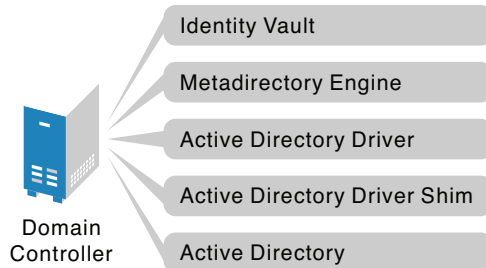 Identity Vault
Metadirectory Engine
Active Directory Driver
Active Directory Driver Shim
Active Directory
Domain
Controller